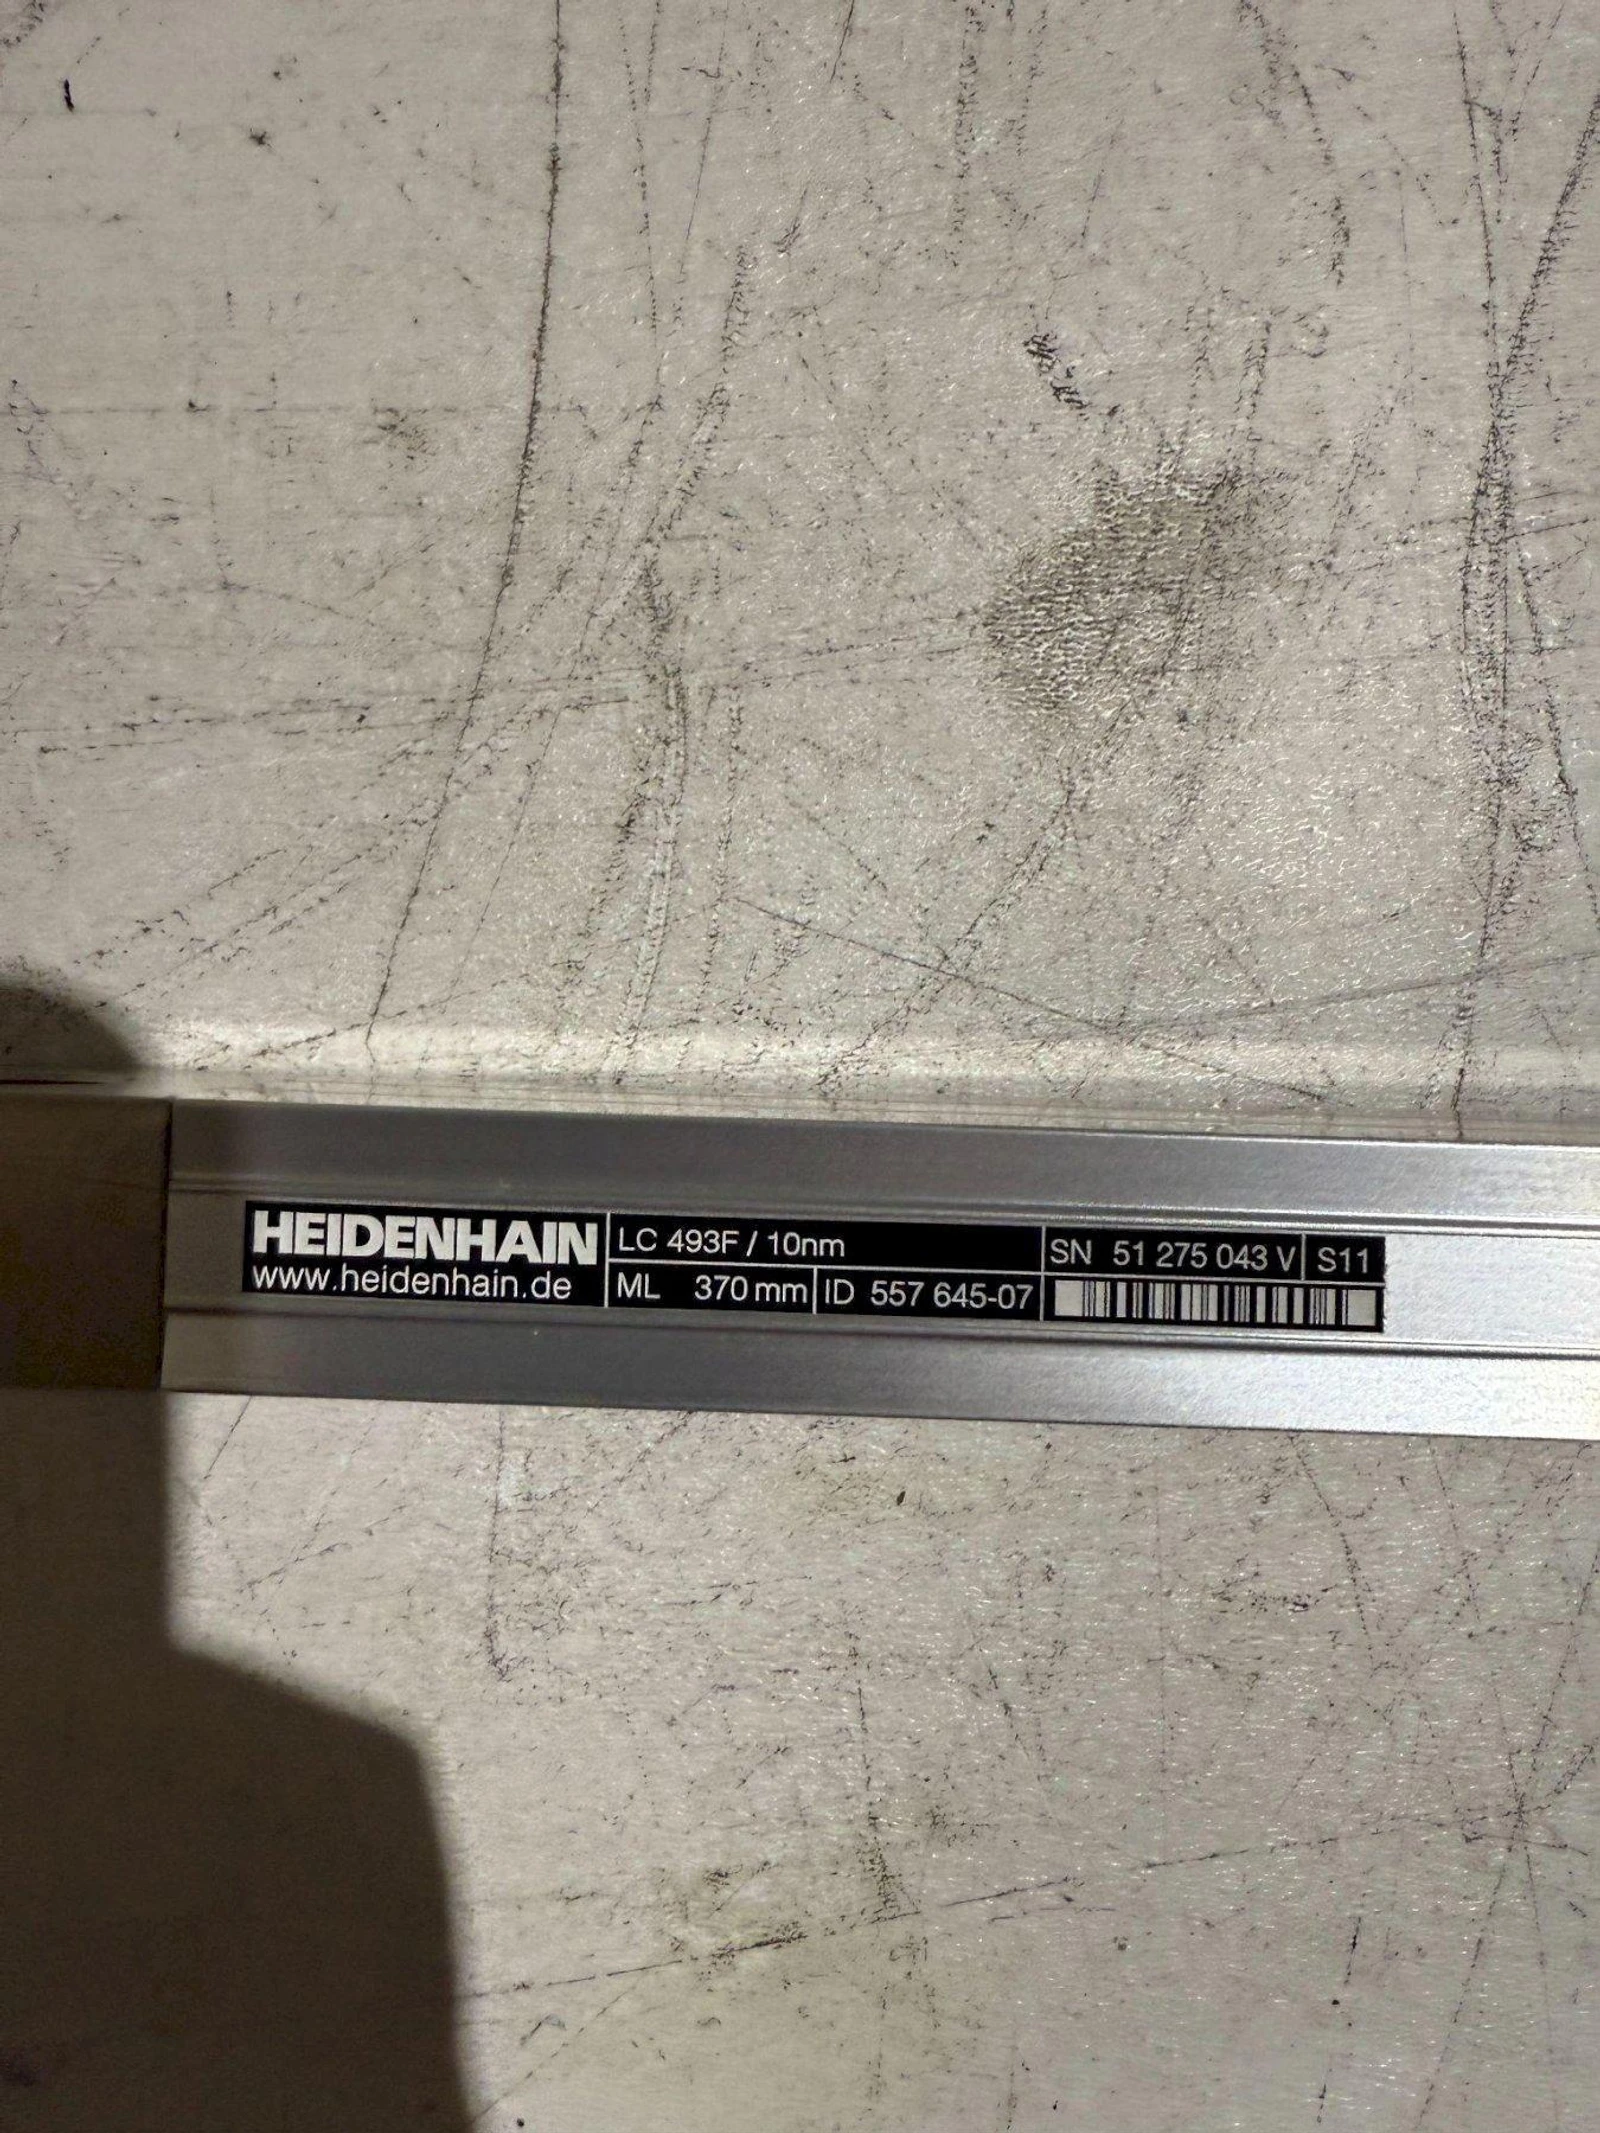 HEIDENHAIN
www.heidenhain.de
LC 493F / 10nm
ML 370 mm
ID 557 645-07
SN 51 275 043 V
S11